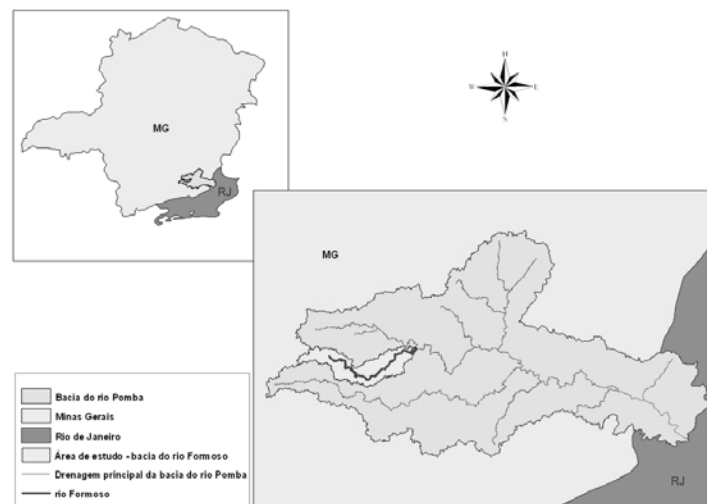 MG
RJ
N
W E
S
MG
RJ
Bacia do rio Pomba
Minas Gerais
Rio de Janeiro
Área de estudo - bacia do rio Formoso
Drenagem principal da bacia do rio Pomba
rio Formoso